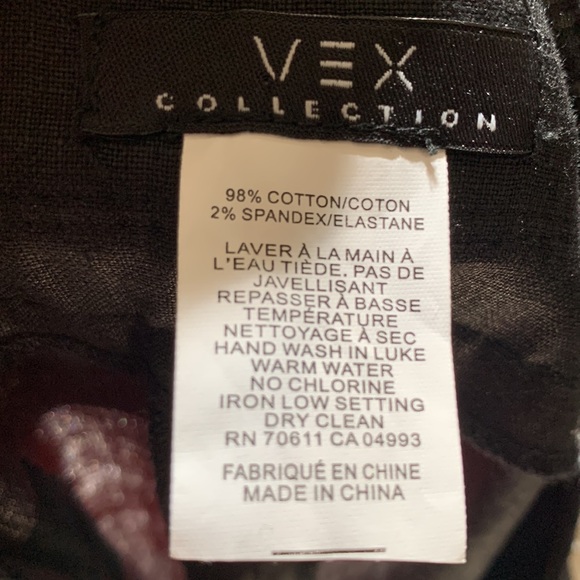 VEX
COLLECTION
98% COTTON/COTON
2% SPANDEX/ELASTANE
LAVER À LA MAIN À
L'EAU TIÈDE. PAS DE
JAVELLISANT
REPASSER À BASSE
TEMPÉRATURE
NETTOYAGE À SEC
HAND WASH IN LUKE
WARM WATER
NO CHLORINE
IRON LOW SETTING
DRY CLEAN
RN 70611 CA 04993
FABRIQUÉ EN CHINE
MADE IN CHINA